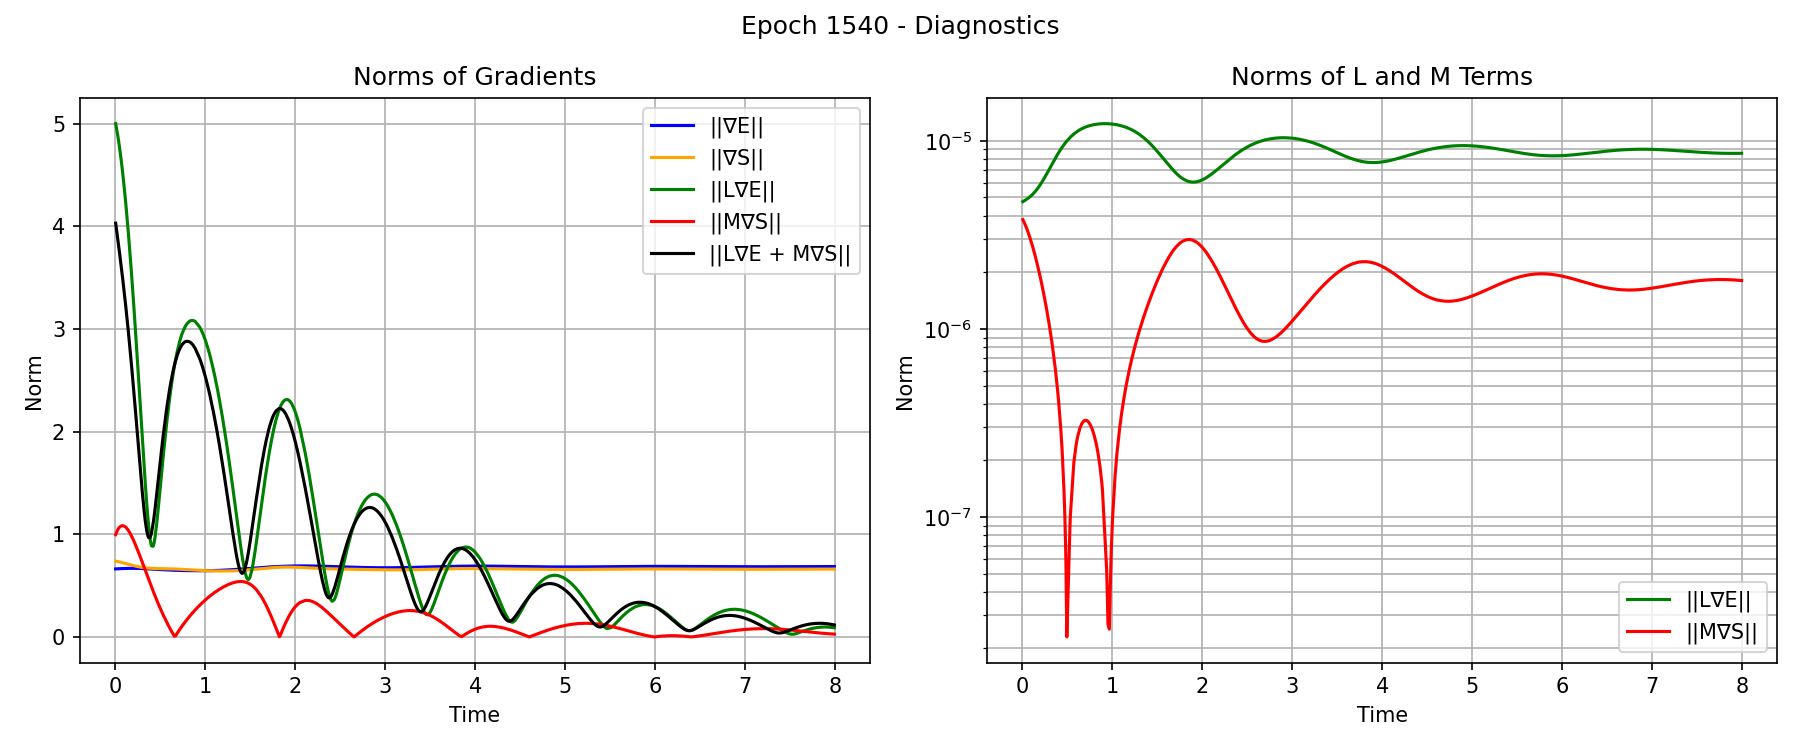 Epoch 1540 - Diagnostics
Norms of Gradients
Norm
5
4
3
2
1
0
||∇E||
||∇S||
||L∇E||
||M∇S||
||L∇E + M∇S||
0 1 2 3 4 5 6 7 8
Time
Norms of L and M Terms
Norm
10⁻⁵
10⁻⁶
10⁻⁷
||L∇E||
||M∇S||
0 1 2 3 4 5 6 7 8
Time